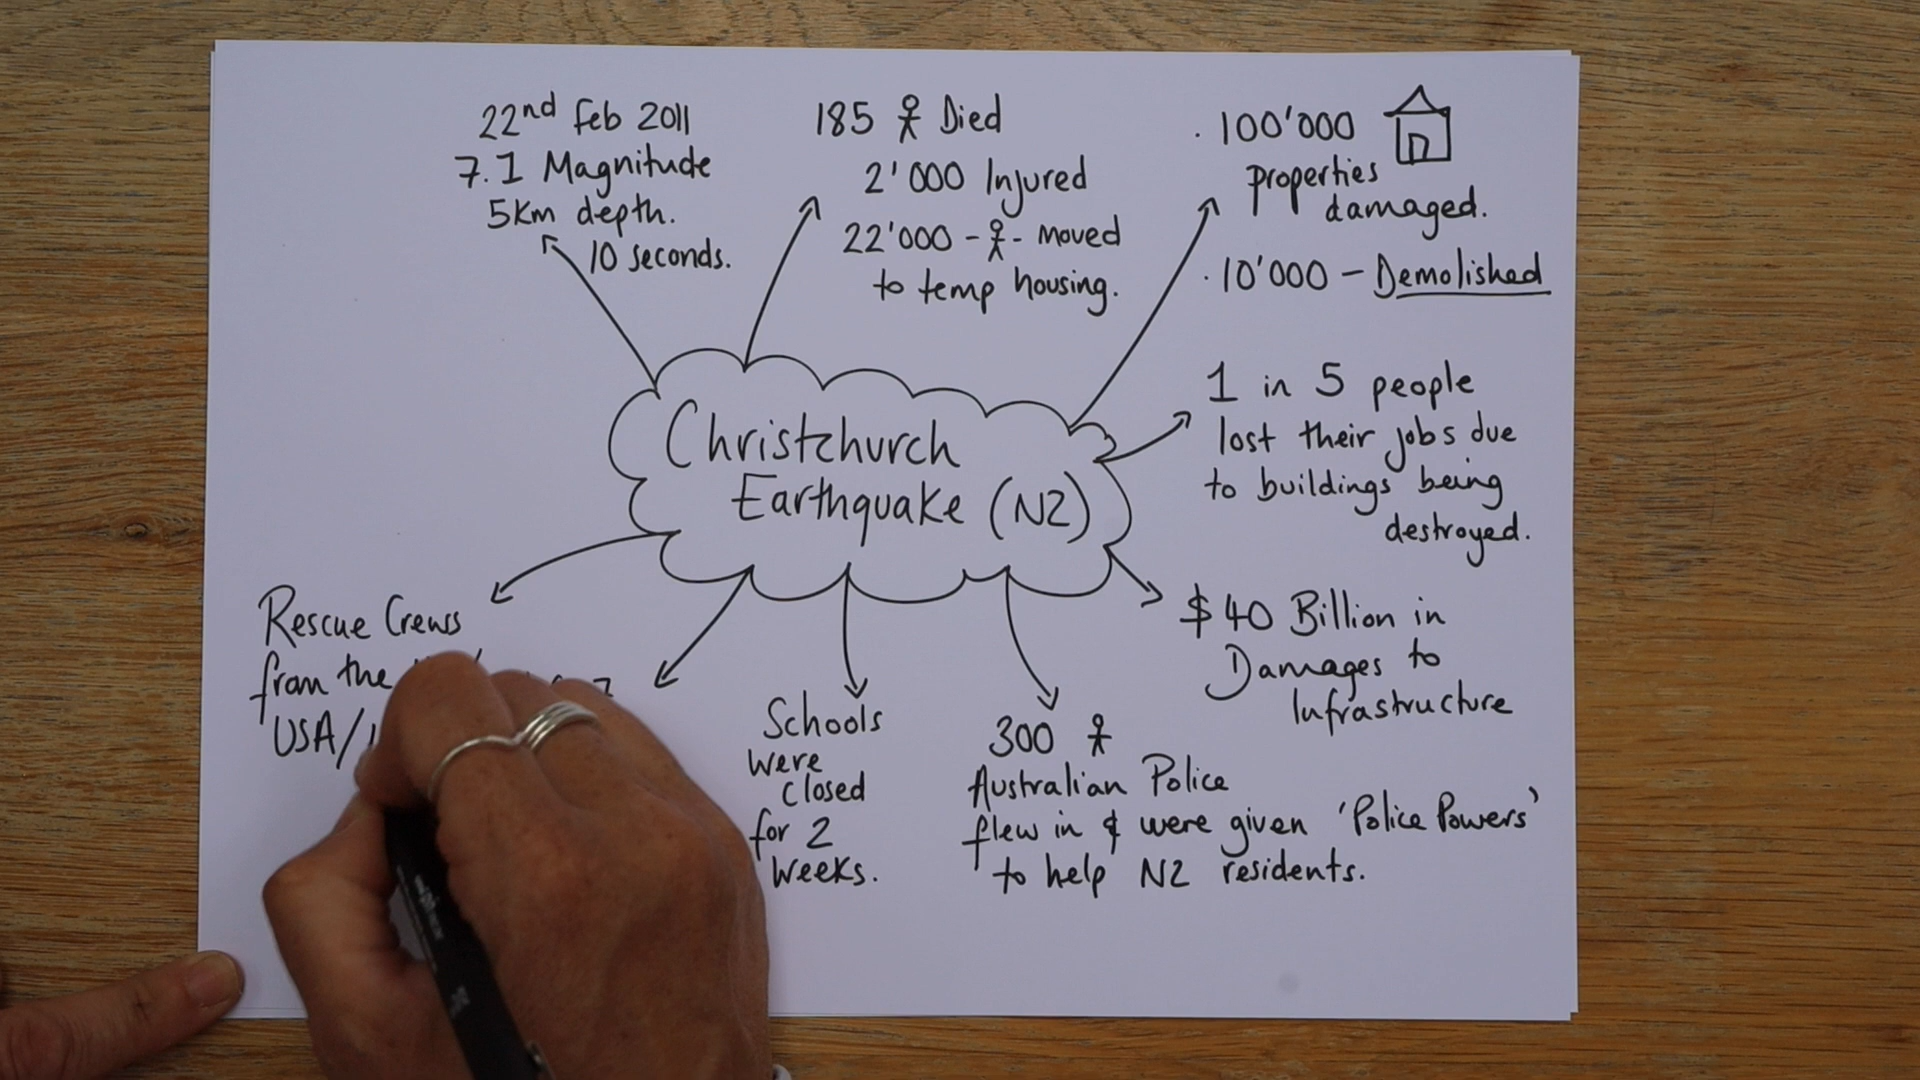 22nd Feb 2011
7.1 Magnitude
5Km depth.
10 seconds.
185 Died
2'000 Injured
22'000 - - moved
to temp housing.
. 100'000
properties
damaged.
. 10'000 - Demolished
1 in 5 people
lost their jobs due
to buildings being
destroyed.
Christchurch
Earthquake (NZ)
$40 Billion in
Damages to
Infrastructure
300
Australian Police
flew in & were given 'Police Powers'
to help NZ residents.
Schools
were
closed
for 2
weeks.
Rescue Crews
from the
USA/